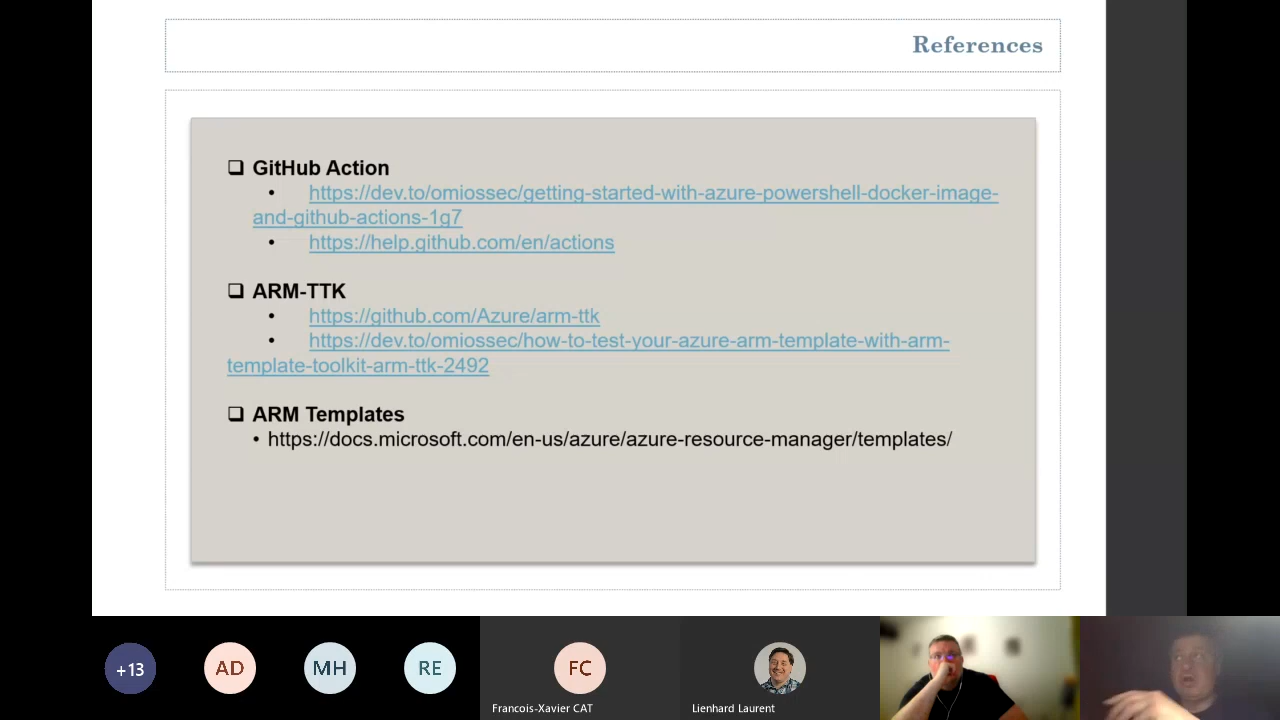 References
❑ GitHub Action
• https://dev.to/omiossec/getting-started-with-azure-powershell-docker-image-
and-github-actions-1g7
• https://help.github.com/en/actions
❑ ARM-TTK
• https://github.com/Azure/arm-ttk
• https://dev.to/omiossec/how-to-test-your-azure-arm-template-with-arm-
template-toolkit-arm-ttk-2492
❑ ARM Templates
• https://docs.microsoft.com/en-us/azure/azure-resource-manager/templates/
+13
AD
MH
RE
FC
Francois-Xavier CAT
Lienhard Laurent